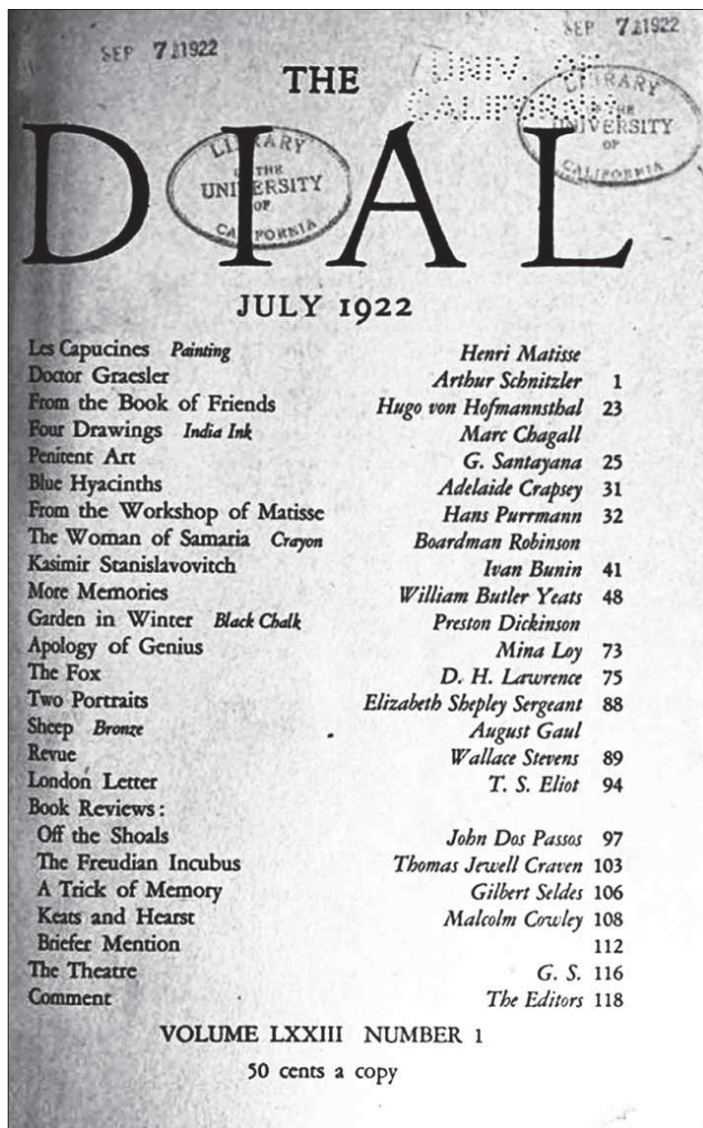 SEP 7 1922
SEP 7 1922
THE
UNIV. OF
CALIFORNIA
DIAL
LIBRARY
OF THE
UNIVERSITY
OF
CALIFORNIA
LIBRARY
OF THE
UNIVERSITY
OF
CALIFORNIA
JULY 1922
Les Capucines Painting Henri Matisse
Doctor Graesler Arthur Schnitzler 1
From the Book of Friends Hugo von Hofmannsthal 23
Four Drawings India Ink Marc Chagall
Penitent Art G. Santayana 25
Blue Hyacinths Adelaide Crapsey 31
From the Workshop of Matisse Hans Purrmann 32
The Woman of Samaria Crayon Boardman Robinson
Kasimir Stanislavovitch Ivan Bunin 41
More Memories William Butler Yeats 48
Garden in Winter Black Chalk Preston Dickinson
Apology of Genius Mina Loy 73
The Fox D. H. Lawrence 75
Two Portraits Elizabeth Shepley Sergeant 88
Sheep Bronze August Gaul
Revue Wallace Stevens 89
London Letter T. S. Eliot 94
Book Reviews:
Off the Shoals John Dos Passos 97
The Freudian Incubus Thomas Jewell Craven 103
A Trick of Memory Gilbert Seldes 106
Keats and Hearst Malcolm Cowley 108
Briefer Mention 112
The Theatre G. S. 116
Comment The Editors 118
VOLUME LXXIII NUMBER 1
50 cents a copy